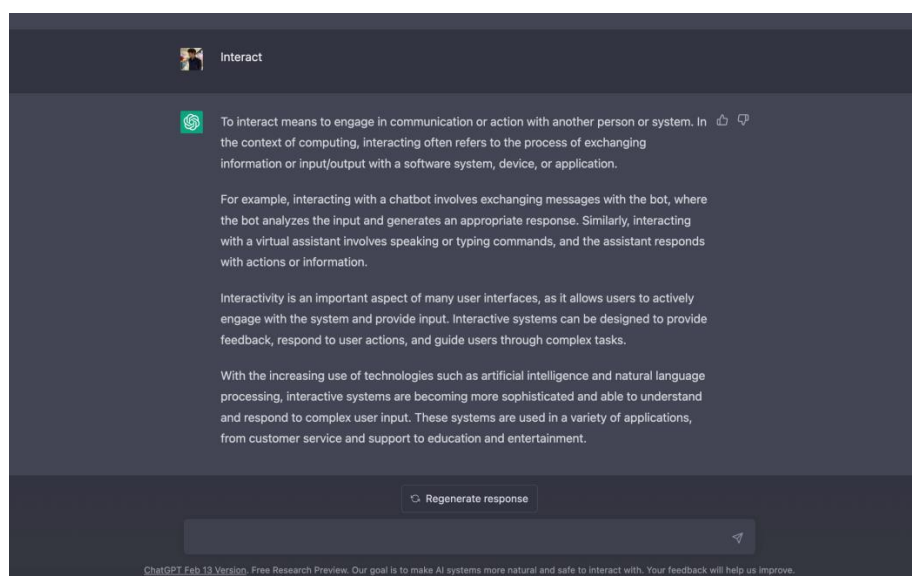 Interact
To interact means to engage in communication or action with another person or system. In
the context of computing, interacting often refers to the process of exchanging
information or input/output with a software system, device, or application.
For example, interacting with a chatbot involves exchanging messages with the bot, where
the bot analyzes the input and generates an appropriate response. Similarly, interacting
with a virtual assistant involves speaking or typing commands, and the assistant responds
with actions or information.
Interactivity is an important aspect of many user interfaces, as it allows users to actively
engage with the system and provide input. Interactive systems can be designed to provide
feedback, respond to user actions, and guide users through complex tasks.
With the increasing use of technologies such as artificial intelligence and natural language
processing, interactive systems are becoming more sophisticated and able to understand
and respond to complex user input. These systems are used in a variety of applications,
from customer service and support to education and entertainment.
Regenerate response
ChatGPT Feb 13 Version. Free Research Preview. Our goal is to make AI systems more natural and safe to interact with. Your feedback will help us improve.